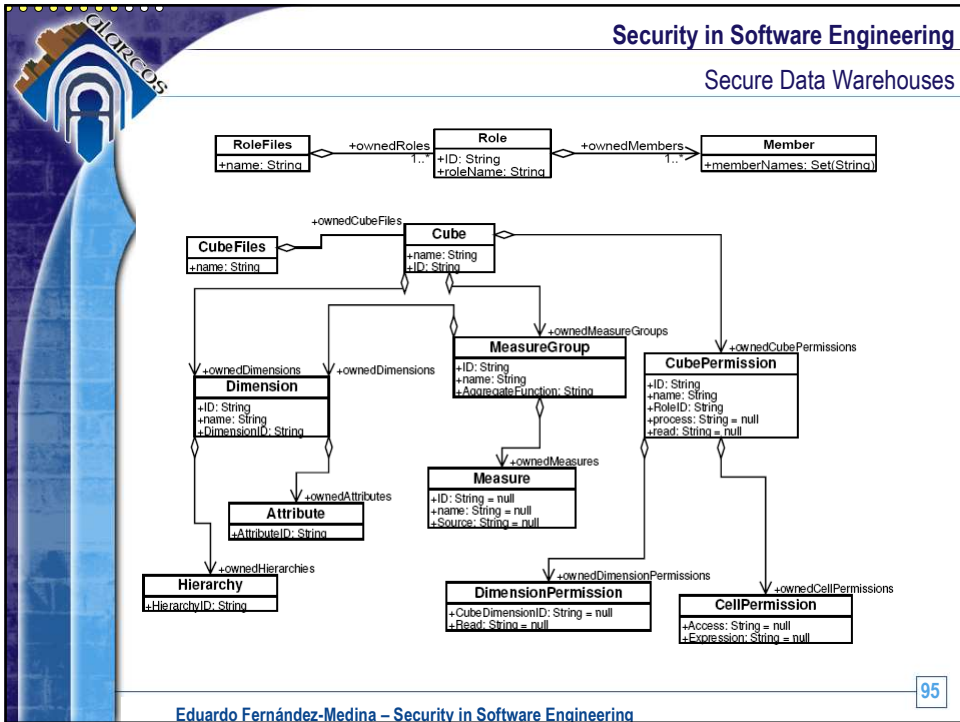 ALARCOS
Security in Software Engineering
Secure Data Warehouses
RoleFiles
+name: String
+ownedRoles
1..*
Role
+ID: String
+roleName: String
+ownedMembers
1..*
Member
+memberNames: Set(String)
+ownedCubeFiles
CubeFiles
+name: String
Cube
+name: String
+ID: String
+ownedMeasureGroups
+ownedCubePermissions
+ownedDimensions
+ownedDimensions
MeasureGroup
+ID: String
+name: String
+AggregateFunction: String
CubePermission
+ID: String
+name: String
+RoleID: String
+process: String = null
+read: String = null
Dimension
+ID: String
+name: String
+DimensionID: String
+ownedMeasures
Measure
+ID: String = null
+name: String = null
+Source: String = null
+ownedAttributes
Attribute
+AttributeID: String
+ownedHierarchies
Hierarchy
+HierarchyID: String
+ownedDimensionPermissions
DimensionPermission
+CubeDimensionID: String = null
+Read: String = null
+ownedCellPermissions
CellPermission
+Access: String = null
+Expression: String = null
95
Eduardo Fernández-Medina – Security in Software Engineering